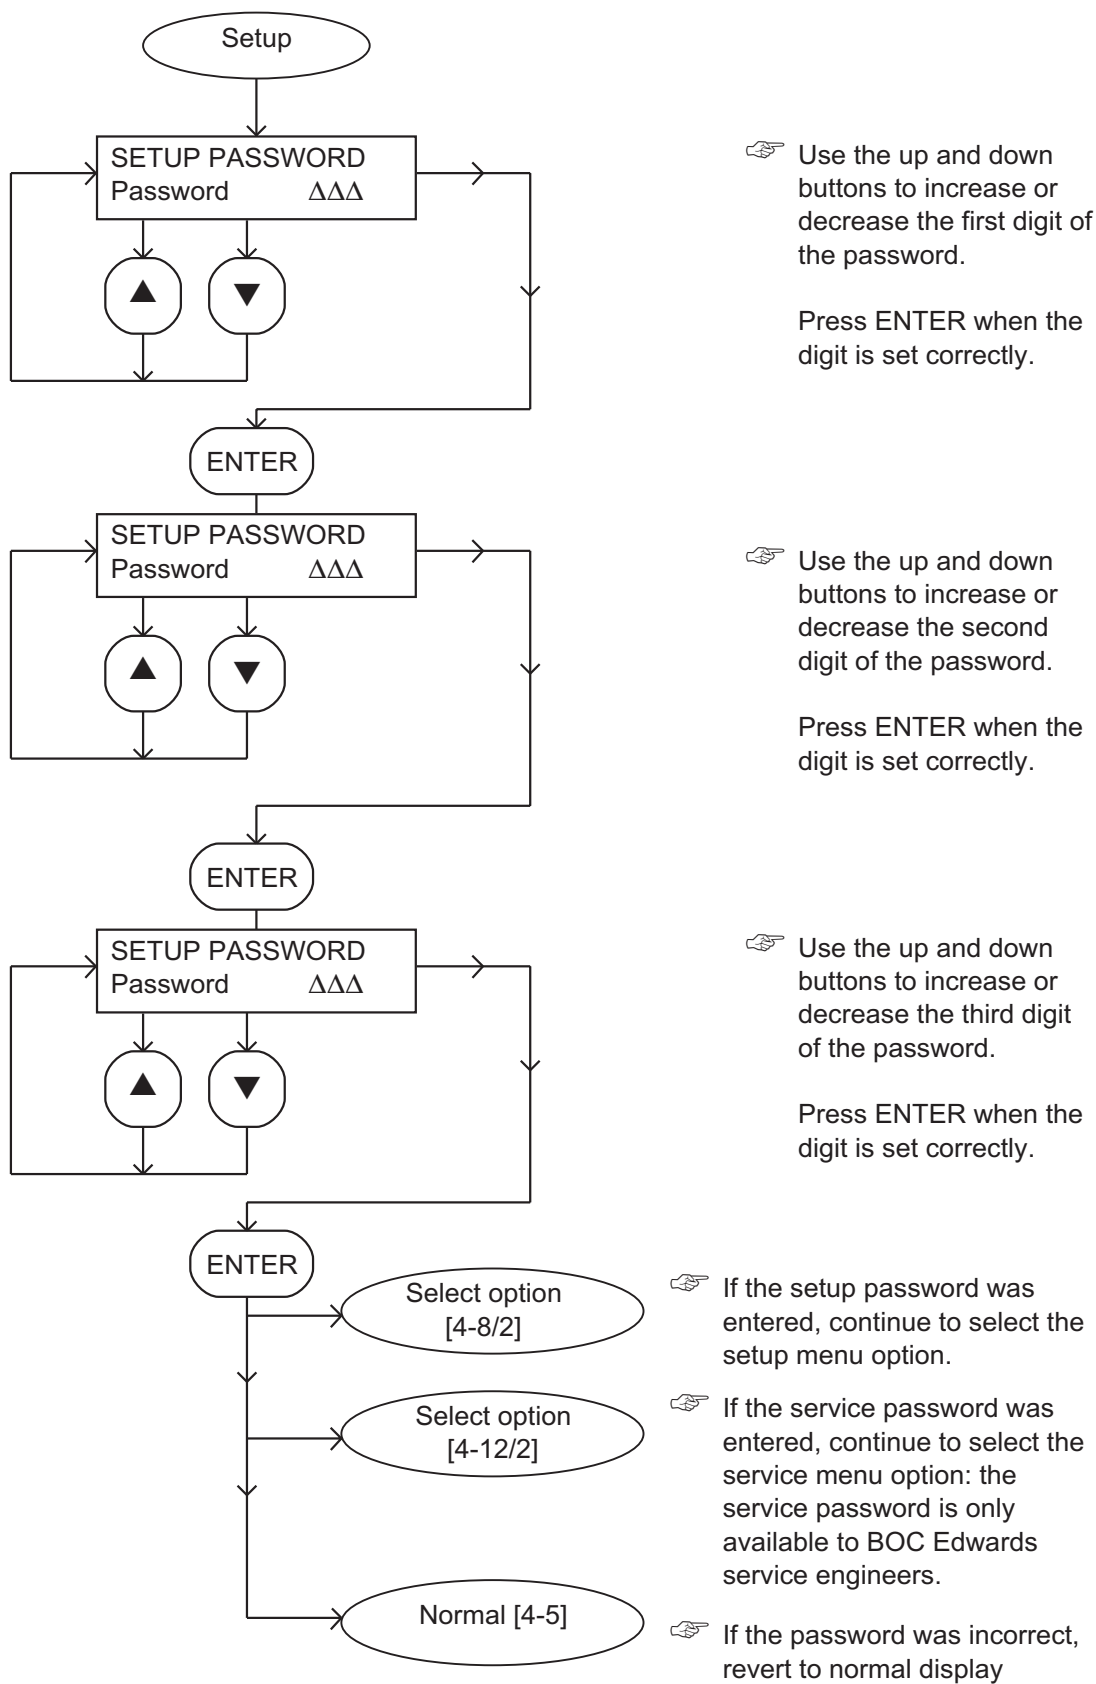 Setup
SETUP PASSWORD
Password ΔΔΔ
▲ ▼
☞ Use the up and down
buttons to increase or
decrease the first digit of
the password.
Press ENTER when the
digit is set correctly.
ENTER
SETUP PASSWORD
Password ΔΔΔ
▲ ▼
☞ Use the up and down
buttons to increase or
decrease the second
digit of the password.
Press ENTER when the
digit is set correctly.
ENTER
SETUP PASSWORD
Password ΔΔΔ
▲ ▼
☞ Use the up and down
buttons to increase or
decrease the third digit
of the password.
Press ENTER when the
digit is set correctly.
ENTER
Select option
[4-8/2]
☞ If the setup password was
entered, continue to select the
setup menu option.
Select option
[4-12/2]
☞ If the service password was
entered, continue to select the
service menu option: the
service password is only
available to BOC Edwards
service engineers.
Normal [4-5]
☞ If the password was incorrect,
revert to normal display